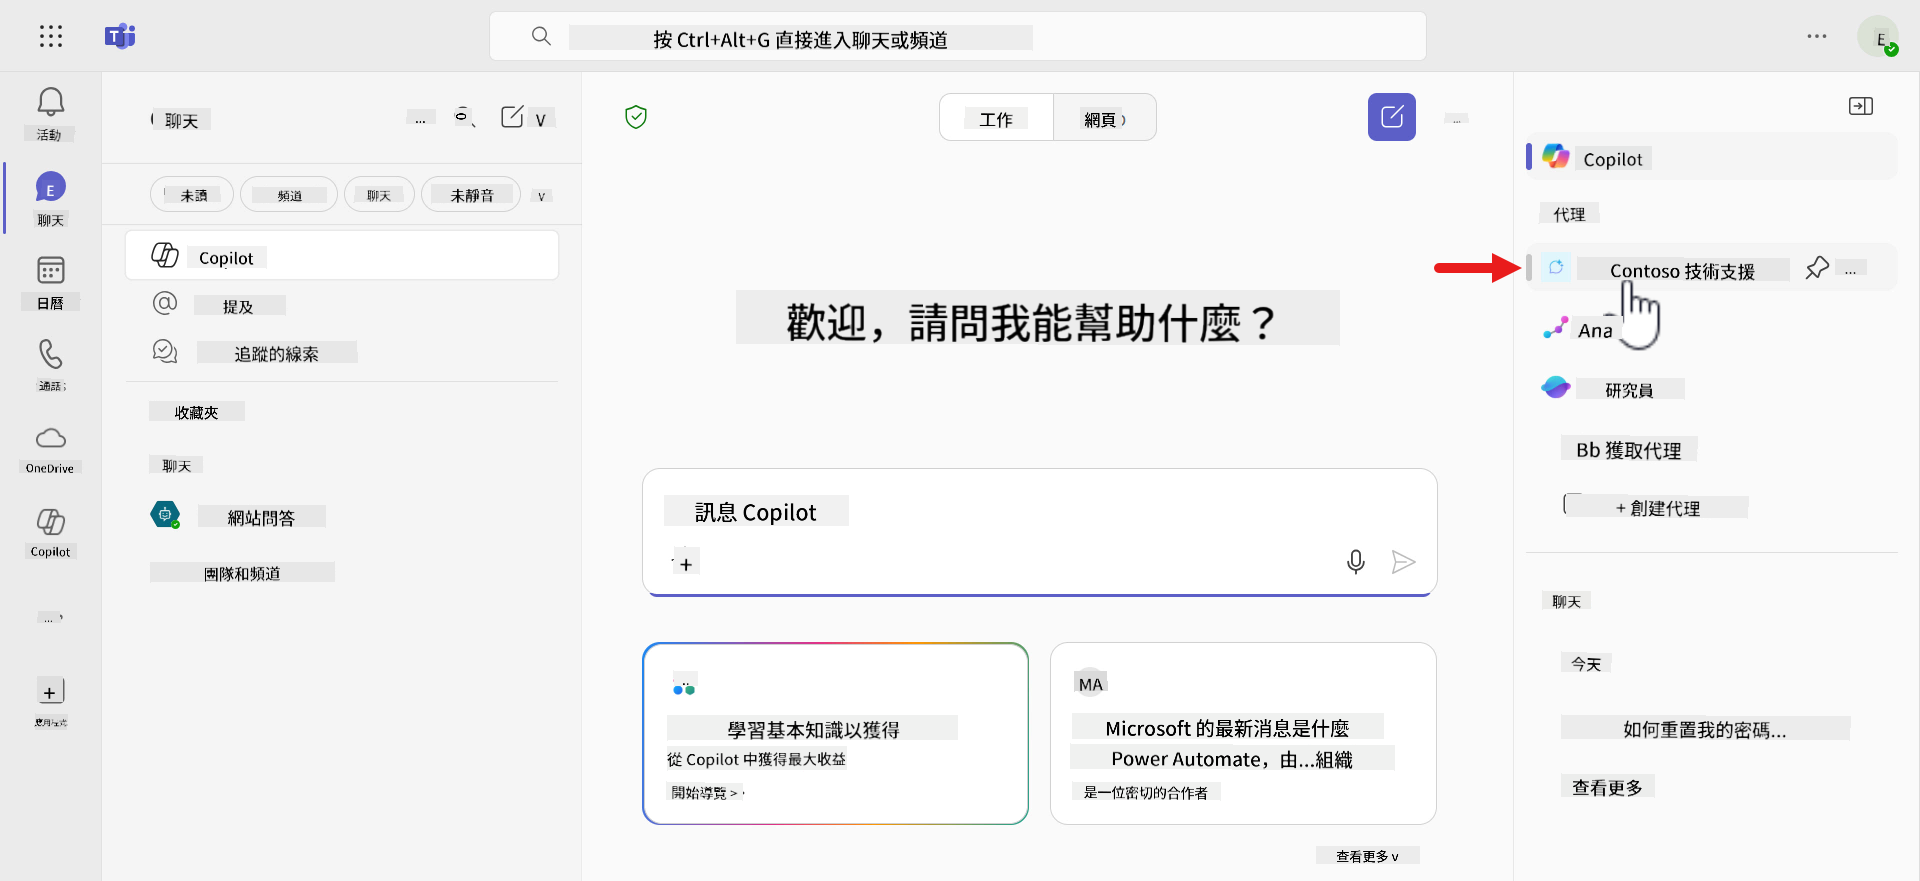 按 Ctrl+Alt+G 直接進入聊天或頻道
E
活動
E
聊天
日曆
通話
OneDrive
Copilot
...
+
應用程式
聊天
...
未讀
頻道
聊天
未靜音
Copilot
提及
追蹤的線索
收藏夾
聊天
網站問答
團隊和頻道
工作
網頁
...
歡迎，請問我能幫助什麼？
訊息 Copilot
+
學習基本知識以獲得
從 Copilot 中獲得最大收益
開始導覽 >
MA
Microsoft 的最新消息是什麼
Power Automate，由...組織
是一位密切的合作者
查看更多 v
Copilot
代理
Contoso 技術支援
...
Ana
研究員
Bb 獲取代理
+ 創建代理
聊天
今天
如何重置我的密碼...
查看更多